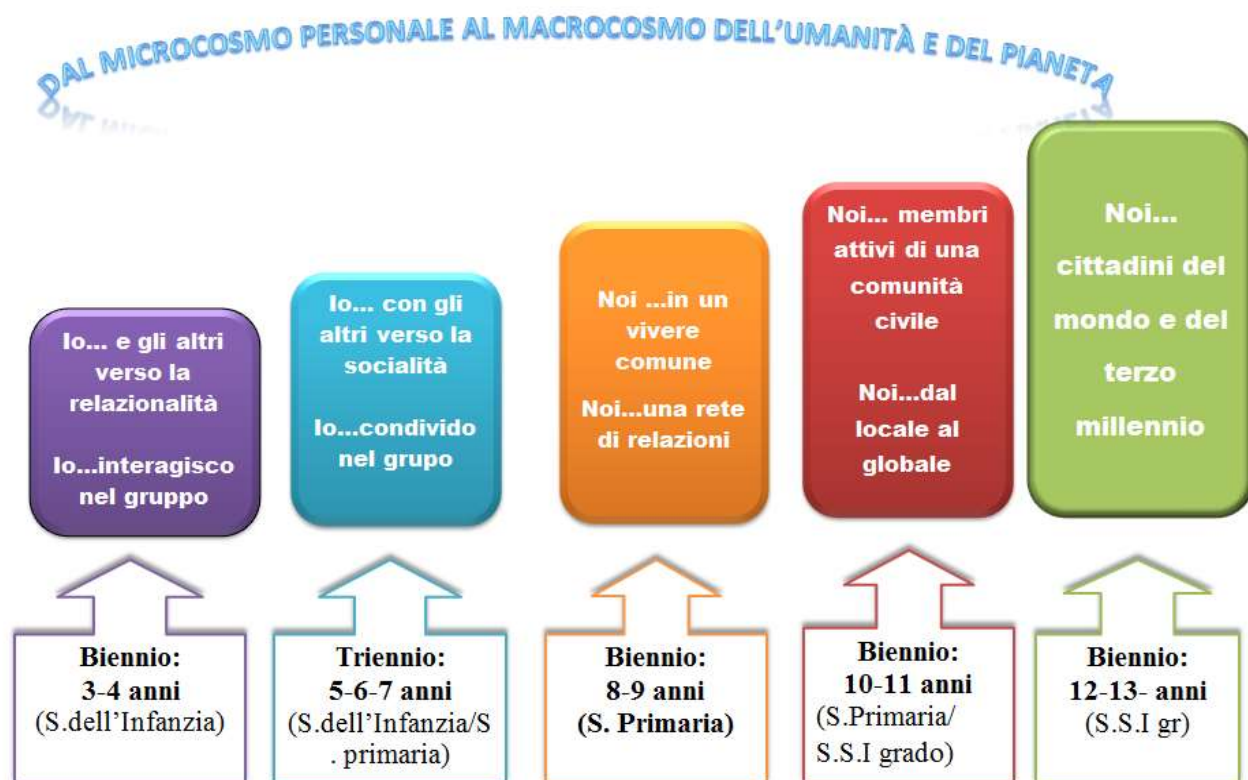 DAL MICROCOSMO PERSONALE AL MACROCOSMO DELL'UMANITÀ E DEL PIANETA
Io... e gli altri
verso la
relazionalità
Io...interagisco
nel gruppo
Io... con gli
altri verso la
socialità
Io...condivido
nel grupo
Noi ...in un
vivere
comune
Noi...una rete
di relazioni
Noi... membri
attivi di una
comunità
civile
Noi...dal
locale al
globale
Noi...
cittadini del
mondo e del
terzo
millennio
Biennio:
3-4 anni
(S.dell'Infanzia)
Triennio:
5-6-7 anni
(S.dell'Infanzia/S
. primaria)
Biennio:
8-9 anni
(S. Primaria)
Biennio:
10-11 anni
(S.Primaria/
S.S.I grado)
Biennio:
12-13- anni
(S.S.I gr)